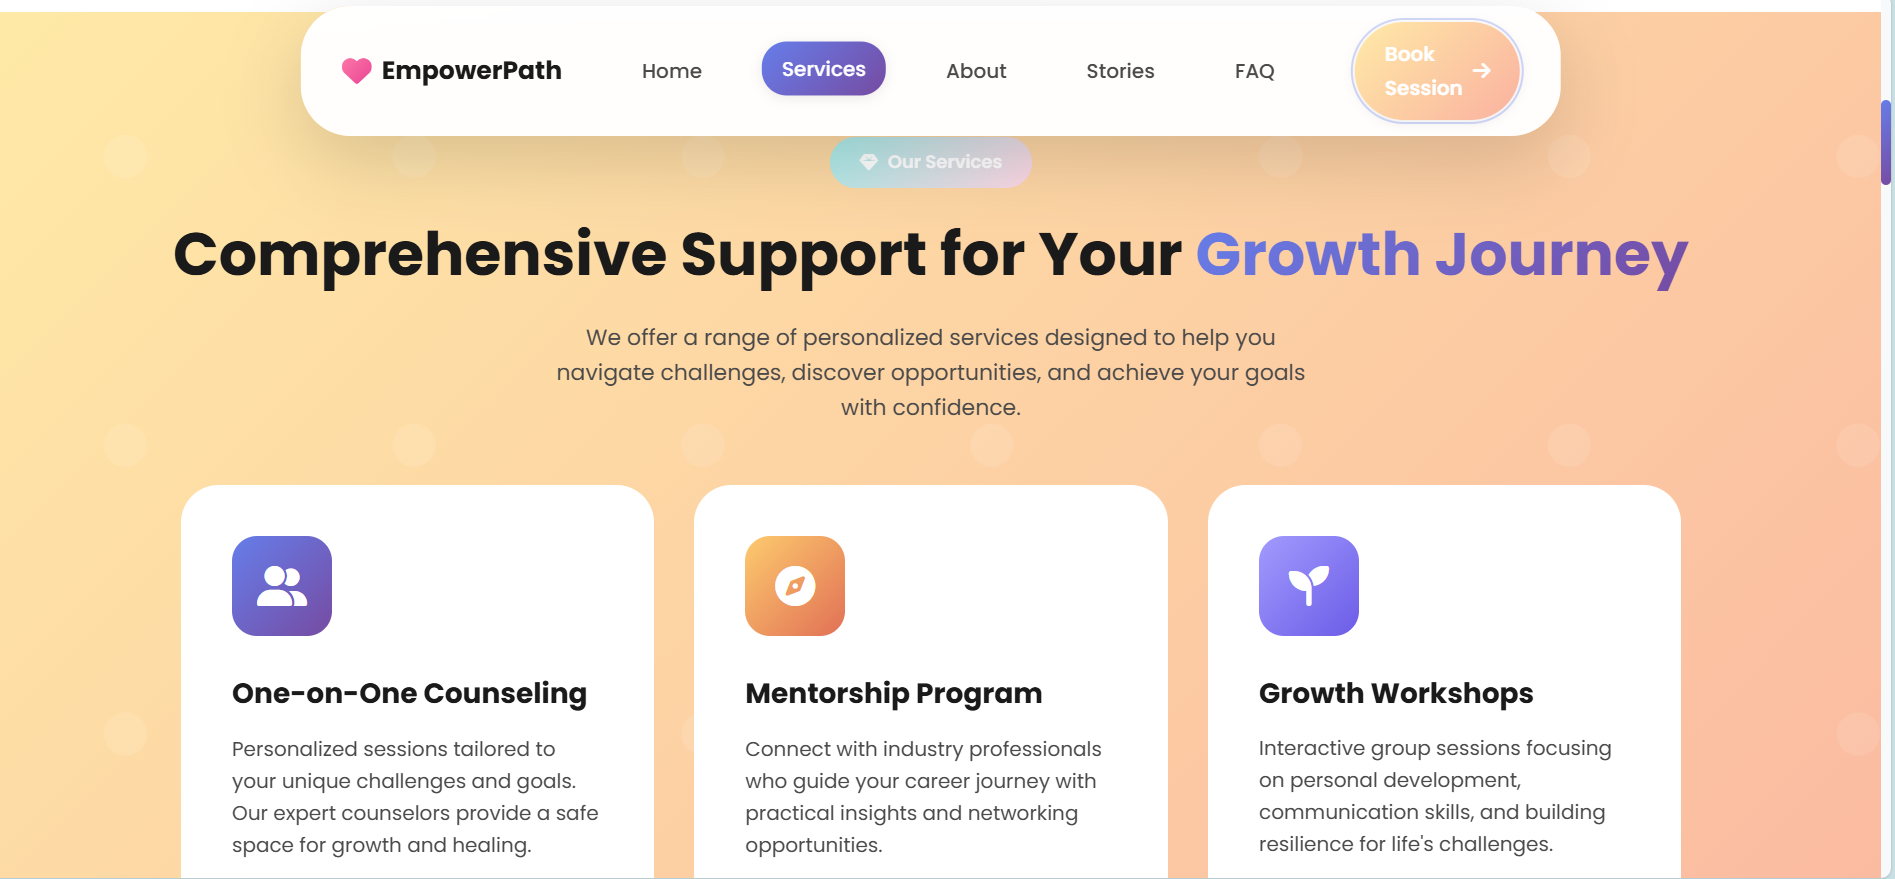 EmpowerPath
Home
Services
About
Stories
FAQ
Book
Session
Our Services
Comprehensive Support for Your Growth Journey
We offer a range of personalized services designed to help you
navigate challenges, discover opportunities, and achieve your goals
with confidence.
One-on-One Counseling
Personalized sessions tailored to
your unique challenges and goals.
Our expert counselors provide a safe
space for growth and healing.
Mentorship Program
Connect with industry professionals
who guide your career journey with
practical insights and networking
opportunities.
Growth Workshops
Interactive group sessions focusing
on personal development,
communication skills, and building
resilience for life's challenges.